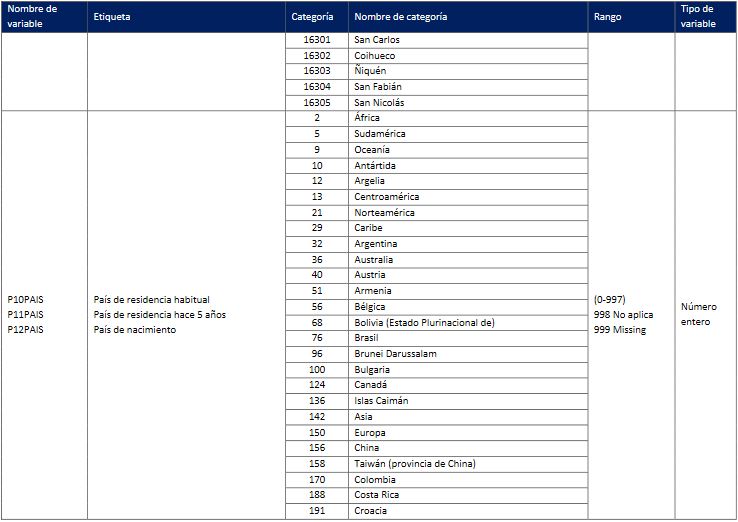 Nombre de variable Etiqueta Categoría Nombre de categoría Rango Tipo de variable
16301 San Carlos
16302 Coihueco
16303 Ñiquén
16304 San Fabián
16305 San Nicolás
2 África
5 Sudamérica
9 Oceanía
10 Antártida
12 Argelia
13 Centroamérica
21 Norteamérica
29 Caribe
32 Argentina
36 Australia
40 Austria
51 Armenia
P10PAIS País de residencia habitual (0-997)
56 Bélgica
P11PAIS País de residencia hace 5 años 998 No aplica Número entero
68 Bolivia (Estado Plurinacional de)
P12PAIS País de nacimiento 999 Missing
76 Brasil
96 Brunei Darussalam
100 Bulgaria
124 Canadá
136 Islas Caimán
142 Asia
150 Europa
156 China
158 Taiwán (provincia de China)
170 Colombia
188 Costa Rica
191 Croacia